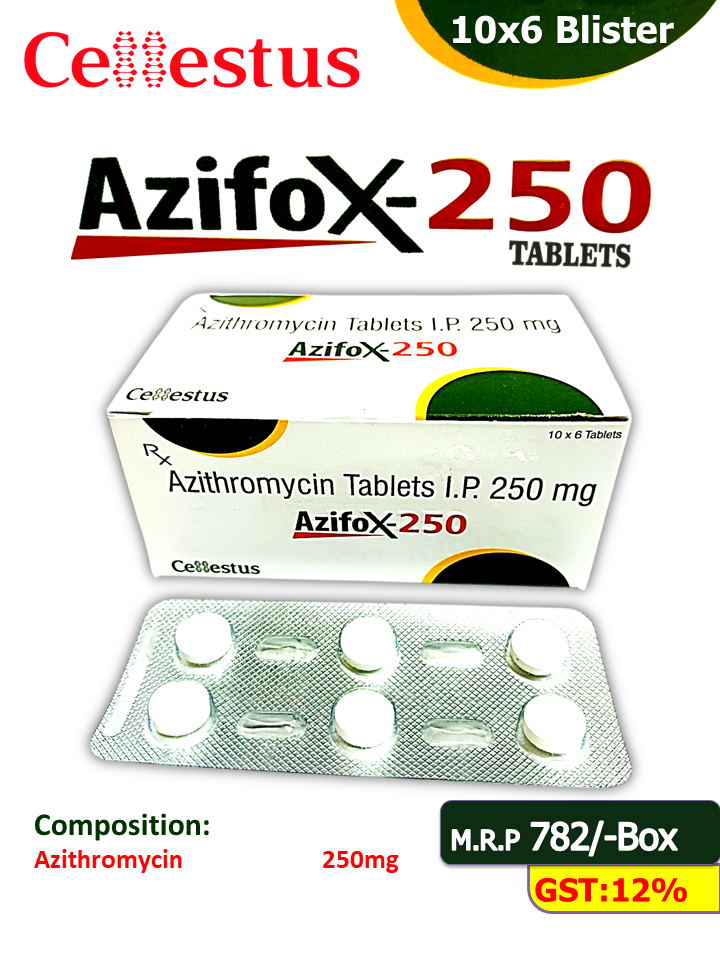 Cellestus
10x6 Blister
AzifoX-250
TABLETS
Azithromycin Tablets I.P. 250 mg
AzifoX-250
Cellestus
10 x 6 Tablets
Rx
Azithromycin Tablets I.P. 250 mg
AzifoX-250
Cellestus
Composition:
Azithromycin 250mg
M.R.P 782/-Box
GST:12%